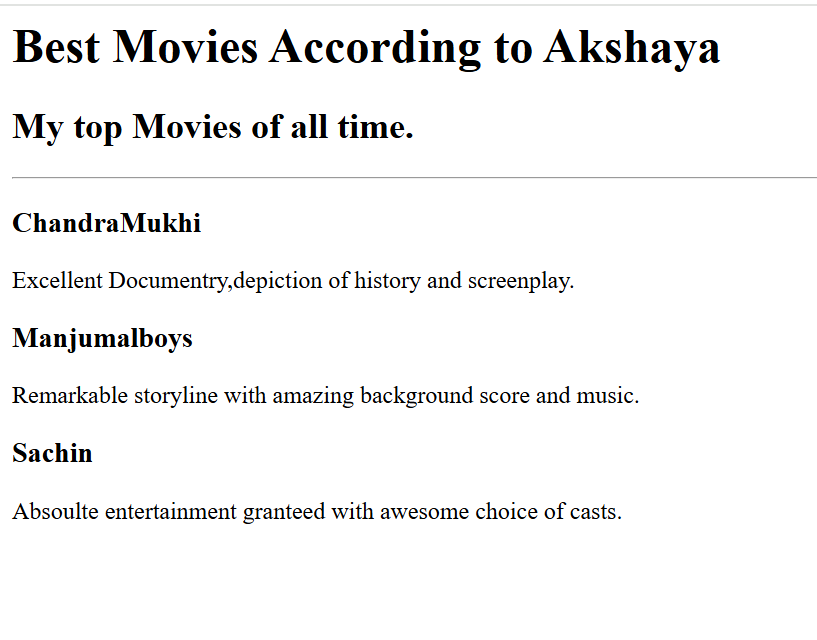 Best Movies According to Akshaya
My top Movies of all time.
ChandraMukhi
Excellent Documentry,depiction of history and screenplay.
Manjumalboys
Remarkable storyline with amazing background score and music.
Sachin
Absoulte entertainment granteed with awesome choice of casts.